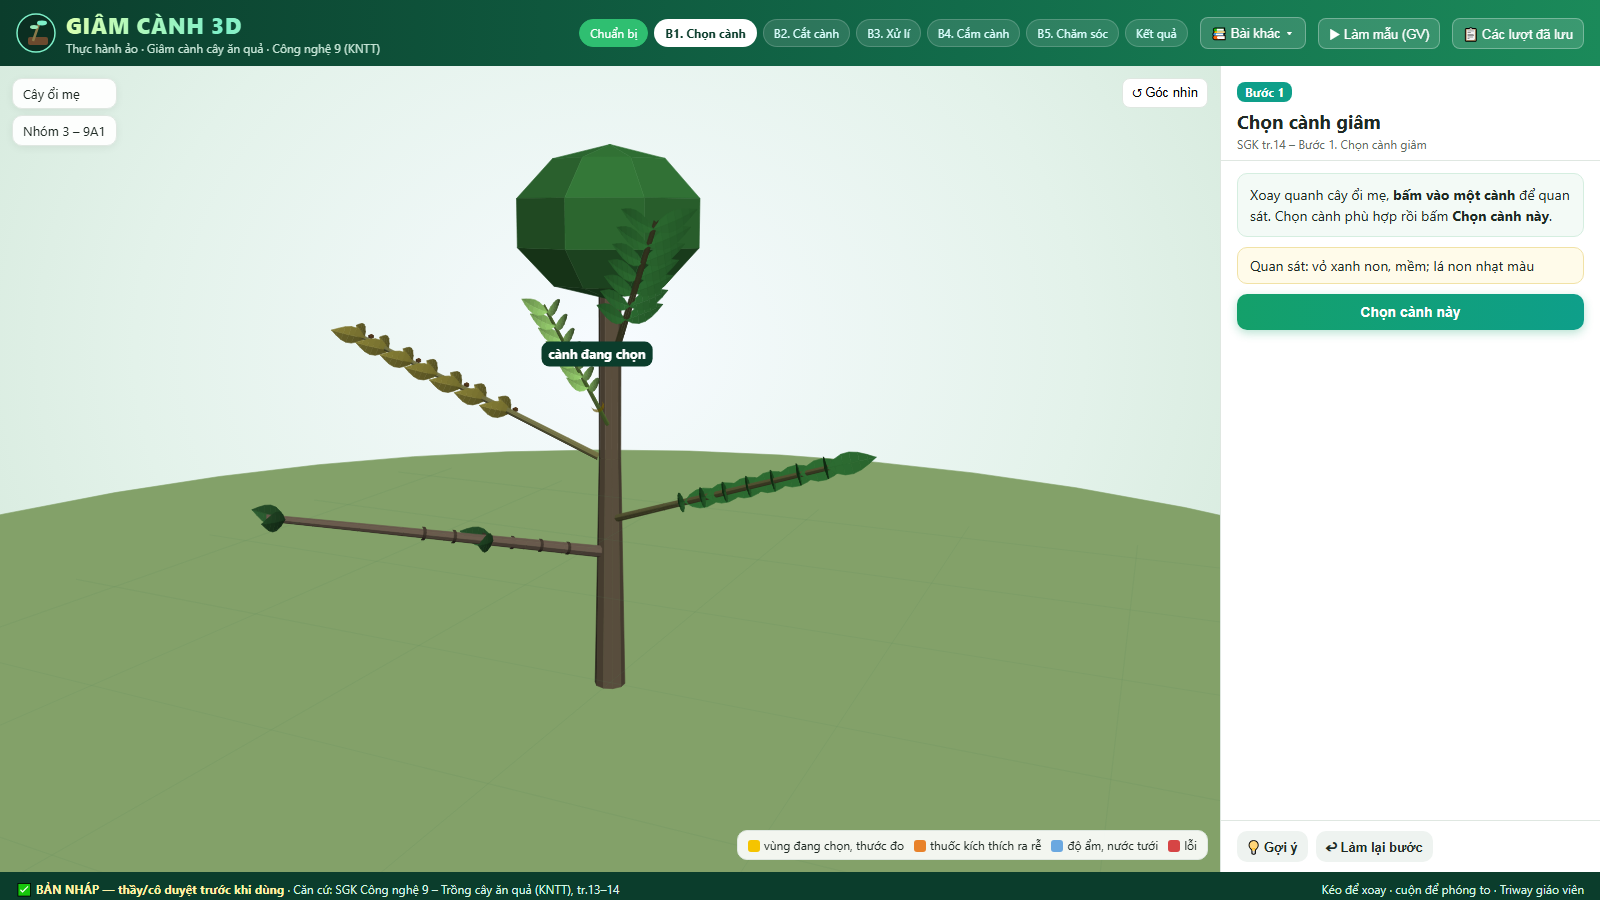 GIÂM CÀNH 3D
Thực hành ảo · Giâm cành cây ăn quả · Công nghệ 9 (KNTT)
Chuẩn bị
B1. Chọn cành
B2. Cắt cành
B3. Xử lí
B4. Cắm cành
B5. Chăm sóc
Kết quả
Bài khác
Làm mẫu (GV)
Các lượt đã lưu
Cây ổi mẹ
Nhóm 3 – 9A1
Góc nhìn
cành đang chọn
vùng đang chọn, thước đo
thuốc kích thích ra rễ
độ ẩm, nước tưới
lỗi
Bước 1
Chọn cành giâm
SGK tr.14 – Bước 1. Chọn cành giâm
Xoay quanh cây ổi mẹ, bấm vào một cành để quan
sát. Chọn cành phù hợp rồi bấm Chọn cành này.
Quan sát: vỏ xanh non, mềm; lá non nhạt màu
Chọn cành này
Gợi ý
Làm lại bước
BẢN NHÁP — thầy/cô duyệt trước khi dùng · Căn cứ: SGK Công nghệ 9 – Trồng cây ăn quả (KNTT), tr.13–14
Kéo để xoay · cuộn để phóng to · Triway giáo viên